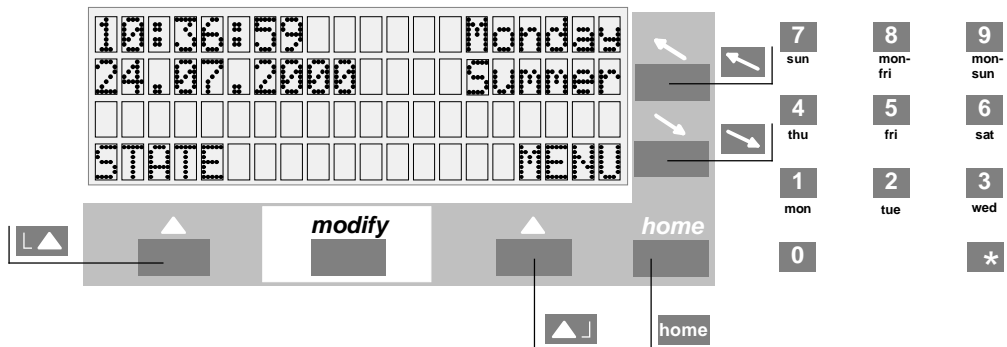 10:36:59 Monday
24.07.2000 Summer
STATE MENU
7 8 9
sun mon-fri mon-sun
4 5 6
thu fri sat
1 2 3
mon tue wed
modify home
0 *
home